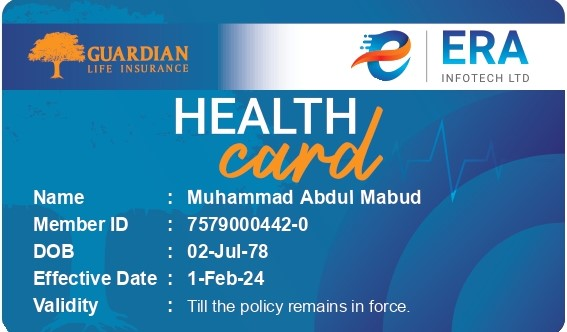 GUARDIAN
LIFE INSURANCE
ERA
INFOTECH LTD
HEALTH
card
Name : Muhammad Abdul Mabud
Member ID : 7579000442-0
DOB : 02-Jul-78
Effective Date : 1-Feb-24
Validity : Till the policy remains in force.